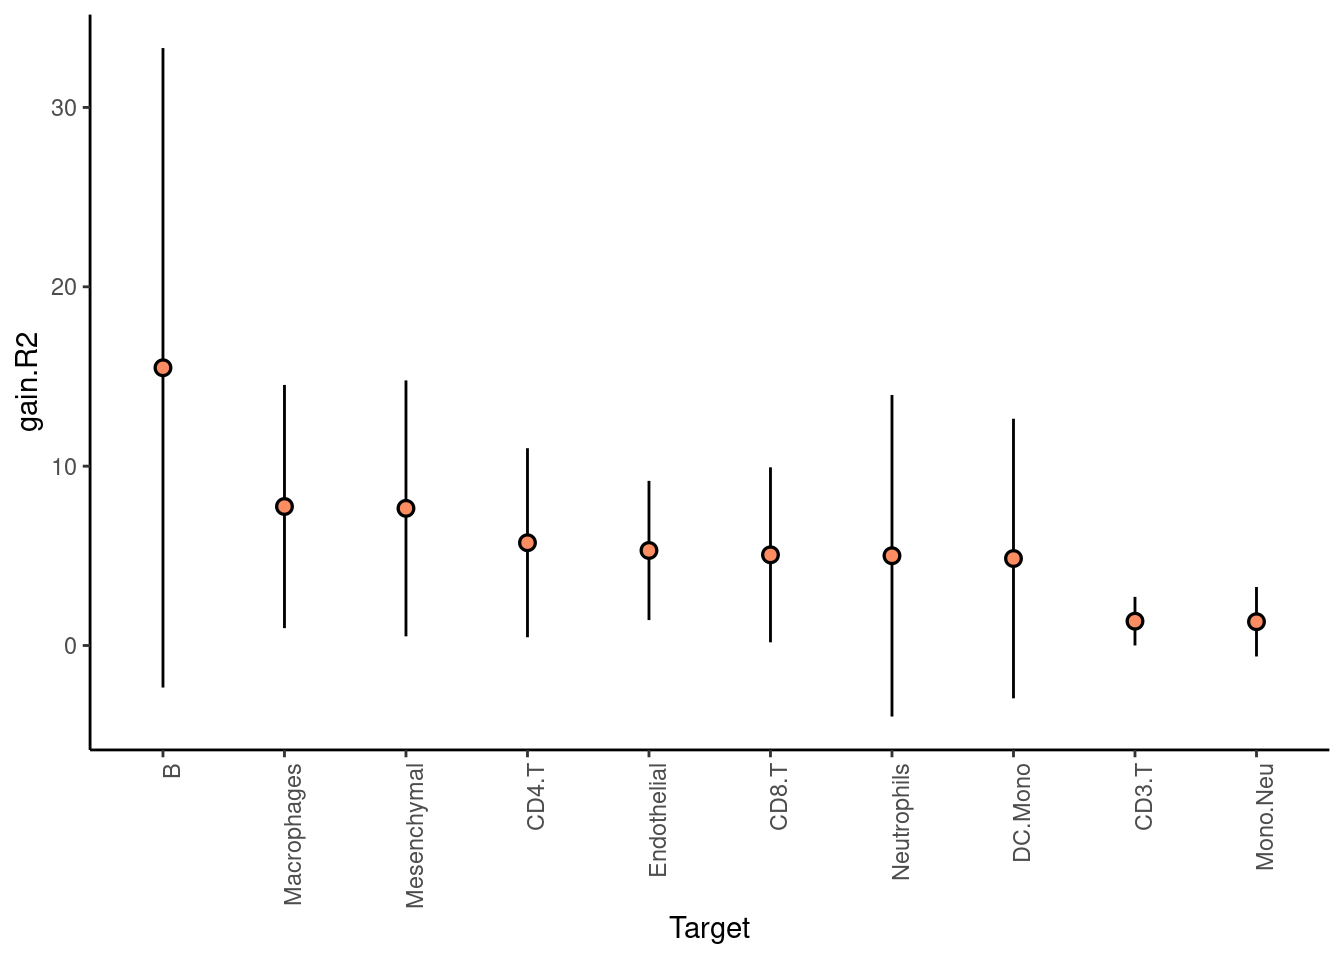 30
20
10
0
gain.R2
B
Macrophages
Mesenchymal
CD4.T
Endothelial
CD8.T
Neutrophils
DC.Mono
CD3.T
Mono.Neu
Target